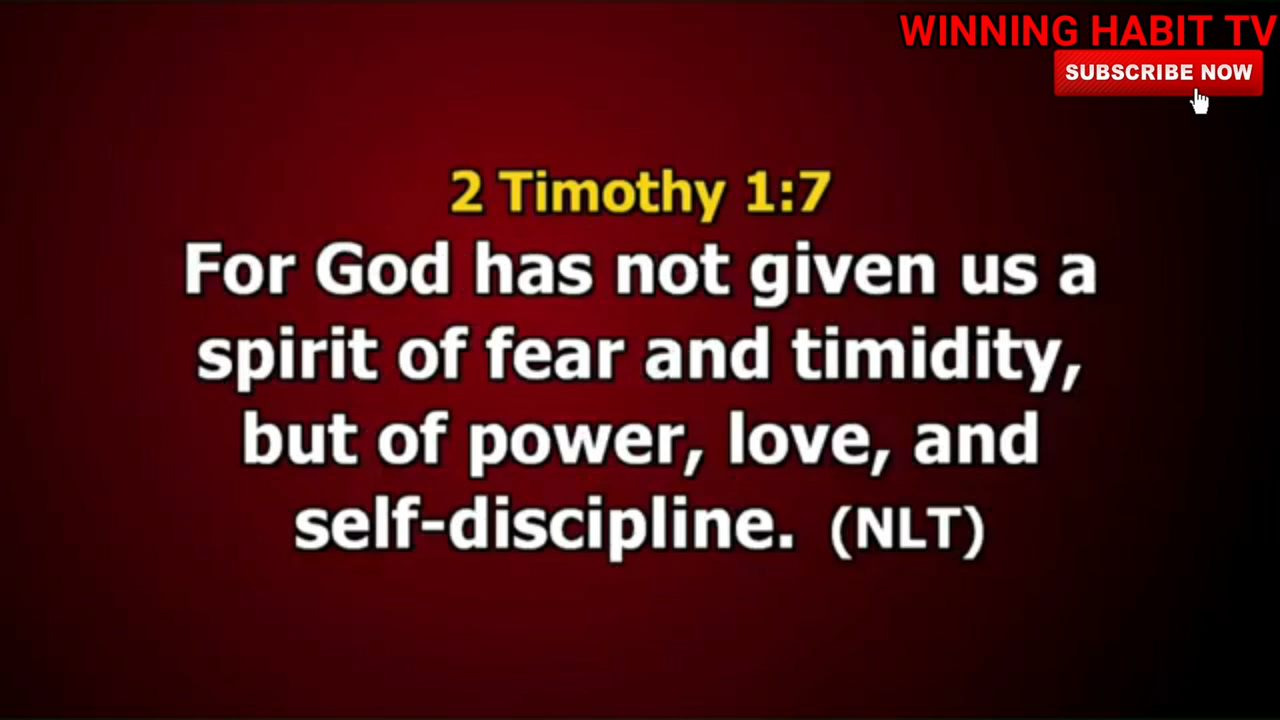 WINNING HABIT TV
SUBSCRIBE NOW
2 Timothy 1:7
For God has not given us a
spirit of fear and timidity,
but of power, love, and
self-discipline. (NLT)